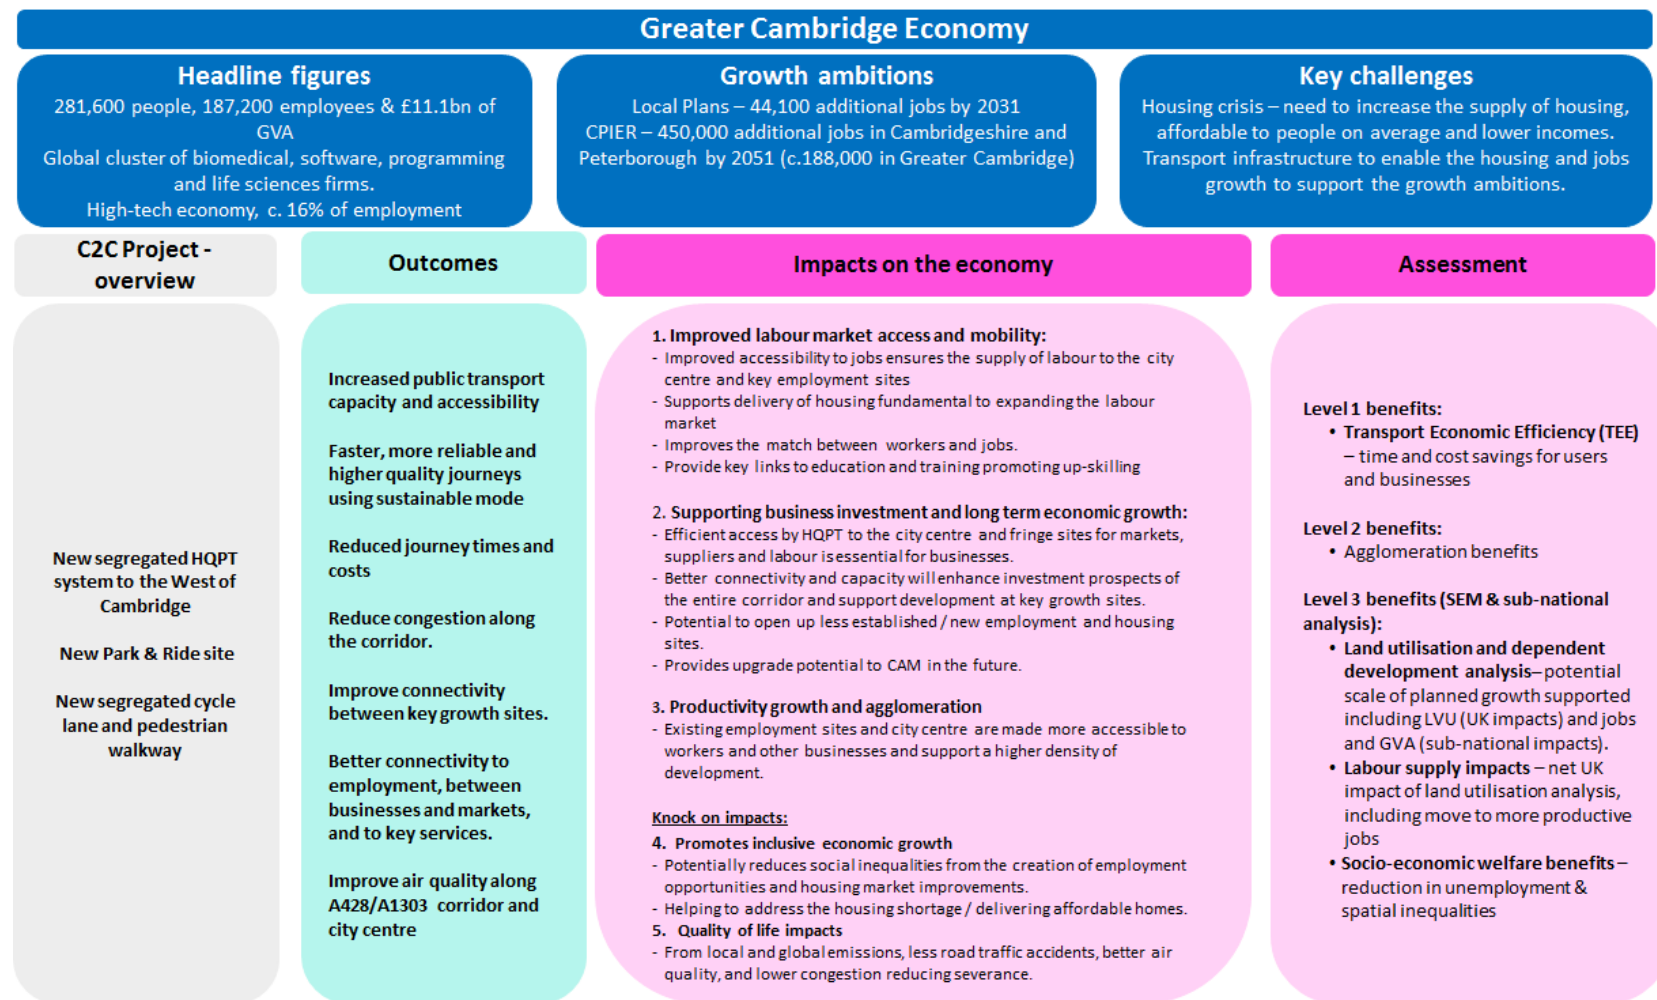 Greater Cambridge Economy
Headline figures
281,600 people, 187,200 employees & £11.1bn of
GVA
Global cluster of biomedical, software, programming
and life sciences firms.
High-tech economy, c. 16% of employment
Growth ambitions
Local Plans – 44,100 additional jobs by 2031
CPIER – 450,000 additional jobs in Cambridgeshire and
Peterborough by 2051 (c.188,000 in Greater Cambridge)
Key challenges
Housing crisis – need to increase the supply of housing,
affordable to people on average and lower incomes.
Transport infrastructure to enable the housing and jobs
growth to support the growth ambitions.
C2C Project -
overview
New segregated HQPT
system to the West of
Cambridge
New Park & Ride site
New segregated cycle
lane and pedestrian
walkway
Outcomes
Increased public transport
capacity and accessibility
Faster, more reliable and
higher quality journeys
using sustainable mode
Reduced journey times and
costs
Reduce congestion along
the corridor.
Improve connectivity
between key growth sites.
Better connectivity to
employment, between
businesses and markets,
and to key services.
Improve air quality along
A428/A1303 corridor and
city centre
Impacts on the economy
1. Improved labour market access and mobility:
- Improved accessibility to jobs ensures the supply of labour to the city
centre and key employment sites
- Supports delivery of housing fundamental to expanding the labour
market
- Improves the match between workers and jobs.
- Provide key links to education and training promoting up-skilling
2. Supporting business investment and long term economic growth:
- Efficient access by HQPT to the city centre and fringe sites for markets,
suppliers and labour is essential for businesses.
- Better connectivity and capacity will enhance investment prospects of
the entire corridor and support development at key growth sites.
- Potential to open up less established / new employment and housing
sites.
- Provides upgrade potential to CAM in the future.
3. Productivity growth and agglomeration
- Existing employment sites and city centre are made more accessible to
workers and other businesses and support a higher density of
development.
Knock on impacts:
4. Promotes inclusive economic growth
- Potentially reduces social inequalities from the creation of employment
opportunities and housing market improvements.
- Helping to address the housing shortage / delivering affordable homes.
5. Quality of life impacts
- From local and global emissions, less road traffic accidents, better air
quality, and lower congestion reducing severance.
Assessment
Level 1 benefits:
• Transport Economic Efficiency (TEE)
– time and cost savings for users
and businesses
Level 2 benefits:
• Agglomeration benefits
Level 3 benefits (SEM & sub-national
analysis):
• Land utilisation and dependent
development analysis– potential
scale of planned growth supported
including LVU (UK impacts) and jobs
and GVA (sub-national impacts).
• Labour supply impacts – net UK
impact of land utilisation analysis,
including move to more productive
jobs
• Socio-economic welfare benefits –
reduction in unemployment &
spatial inequalities